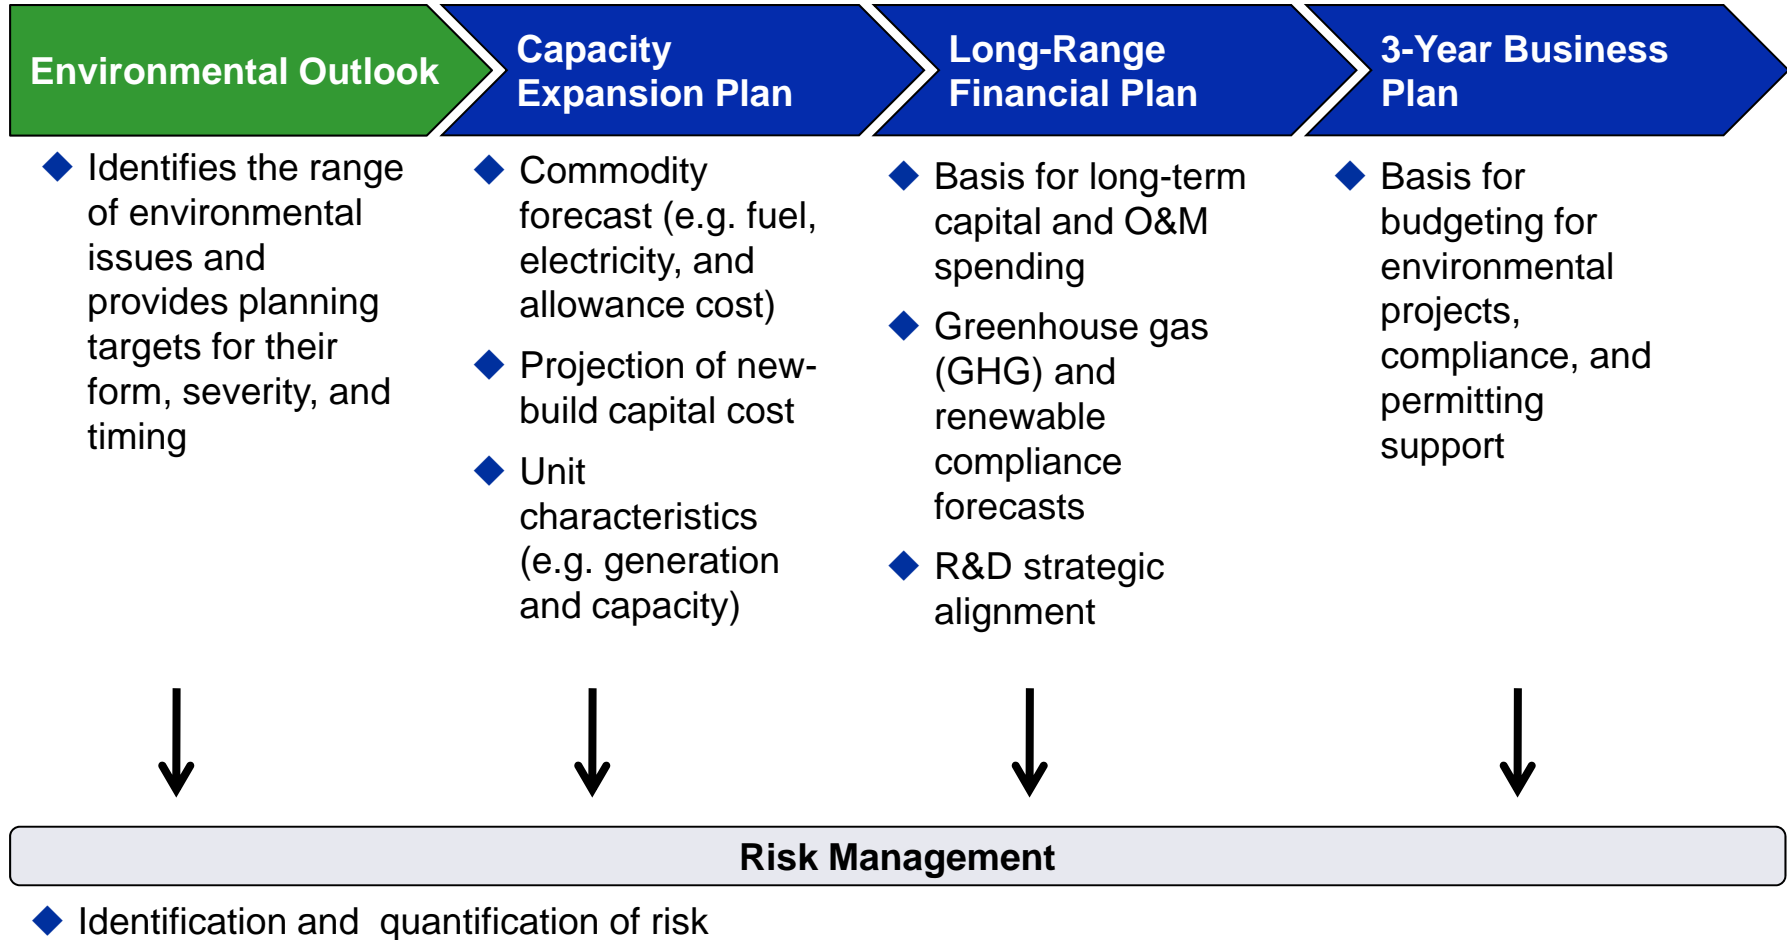 Environmental Outlook
Capacity
Expansion Plan
Long-Range
Financial Plan
3-Year Business
Plan
Identifies the range
of environmental
issues and
provides planning
targets for their
form, severity, and
timing
Commodity
forecast (e.g. fuel,
electricity, and
allowance cost)
Projection of new-
build capital cost
Unit
characteristics
(e.g. generation
and capacity)
Basis for long-term
capital and O&M
spending
Greenhouse gas
(GHG) and
renewable
compliance
forecasts
R&D strategic
alignment
Basis for
budgeting for
environmental
projects,
compliance, and
permitting
support
Risk Management
Identification and  quantification of risk